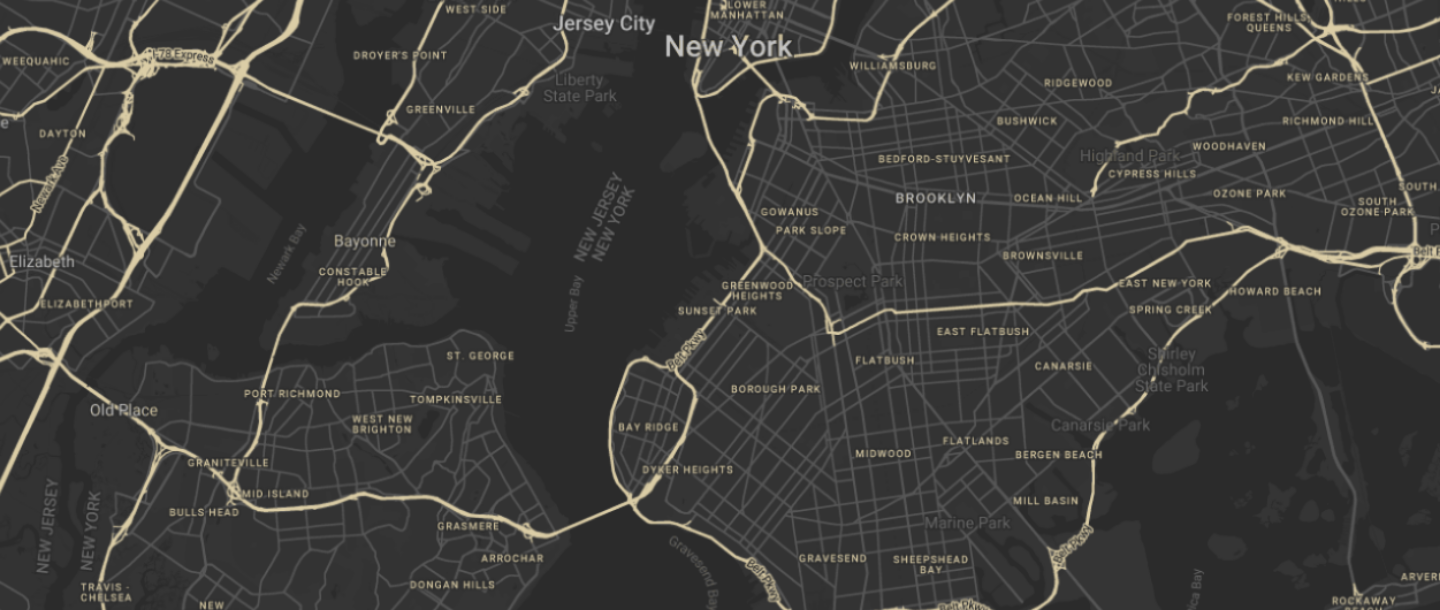 WEST SIDE
LOWER
MANHATTAN
Jersey City
New York
FOREST HILLS,
QUEENS
WEEQUAHIC
I-78 Express
DROYER'S POINT
WILLIAMSBURG
Liberty
State Park
RIDGEWOOD
KEW GARDENS
GREENVILLE
BUSHWICK
RICHMOND HILL
DAYTON
WOODHAVEN
BEDFORD-STUYVESANT
Highland Park
CYPRESS HILLS
Newark Ave
BROOKLYN
OCEAN HILL
OZONE PARK
SOUTH
OZONE PARK
GOWANUS
NEW JERSEY
NEW YORK
PARK SLOPE
CROWN HEIGHTS
Bayonne
Newark Bay
BROWNSVILLE
Elizabeth
CONSTABLE
HOOK
Prospect Park
GREENWOOD
HEIGHTS
EAST NEW YORK
HOWARD BEACH
ELIZABETHPORT
Upper Bay
SUNSET PARK
SPRING CREEK
EAST FLATBUSH
Belt Pkwy
ST. GEORGE
FLATBUSH
CANARSIE
Shirley
Chisholm
State Park
BOROUGH PARK
PORT RICHMOND
TOMPKINSVILLE
Old Place
WEST NEW
BRIGHTON
BAY RIDGE
Canarsie Park
FLATLANDS
MIDWOOD
BERGEN BEACH
GRANITEVILLE
DYKER HEIGHTS
MID ISLAND
BULLS HEAD
MILL BASIN
NEW JERSEY
NEW YORK
GRASMERE
Marine Park
ARROCHAR
GRAVESEND
SHEEPSHEAD
BAY
Belt Pkwy
Gravesend B
Belt Pkwy
DONGAN HILLS
TRAVIS -
CHELSEA
NEW
Belt Pkwy
ROCKAWAY